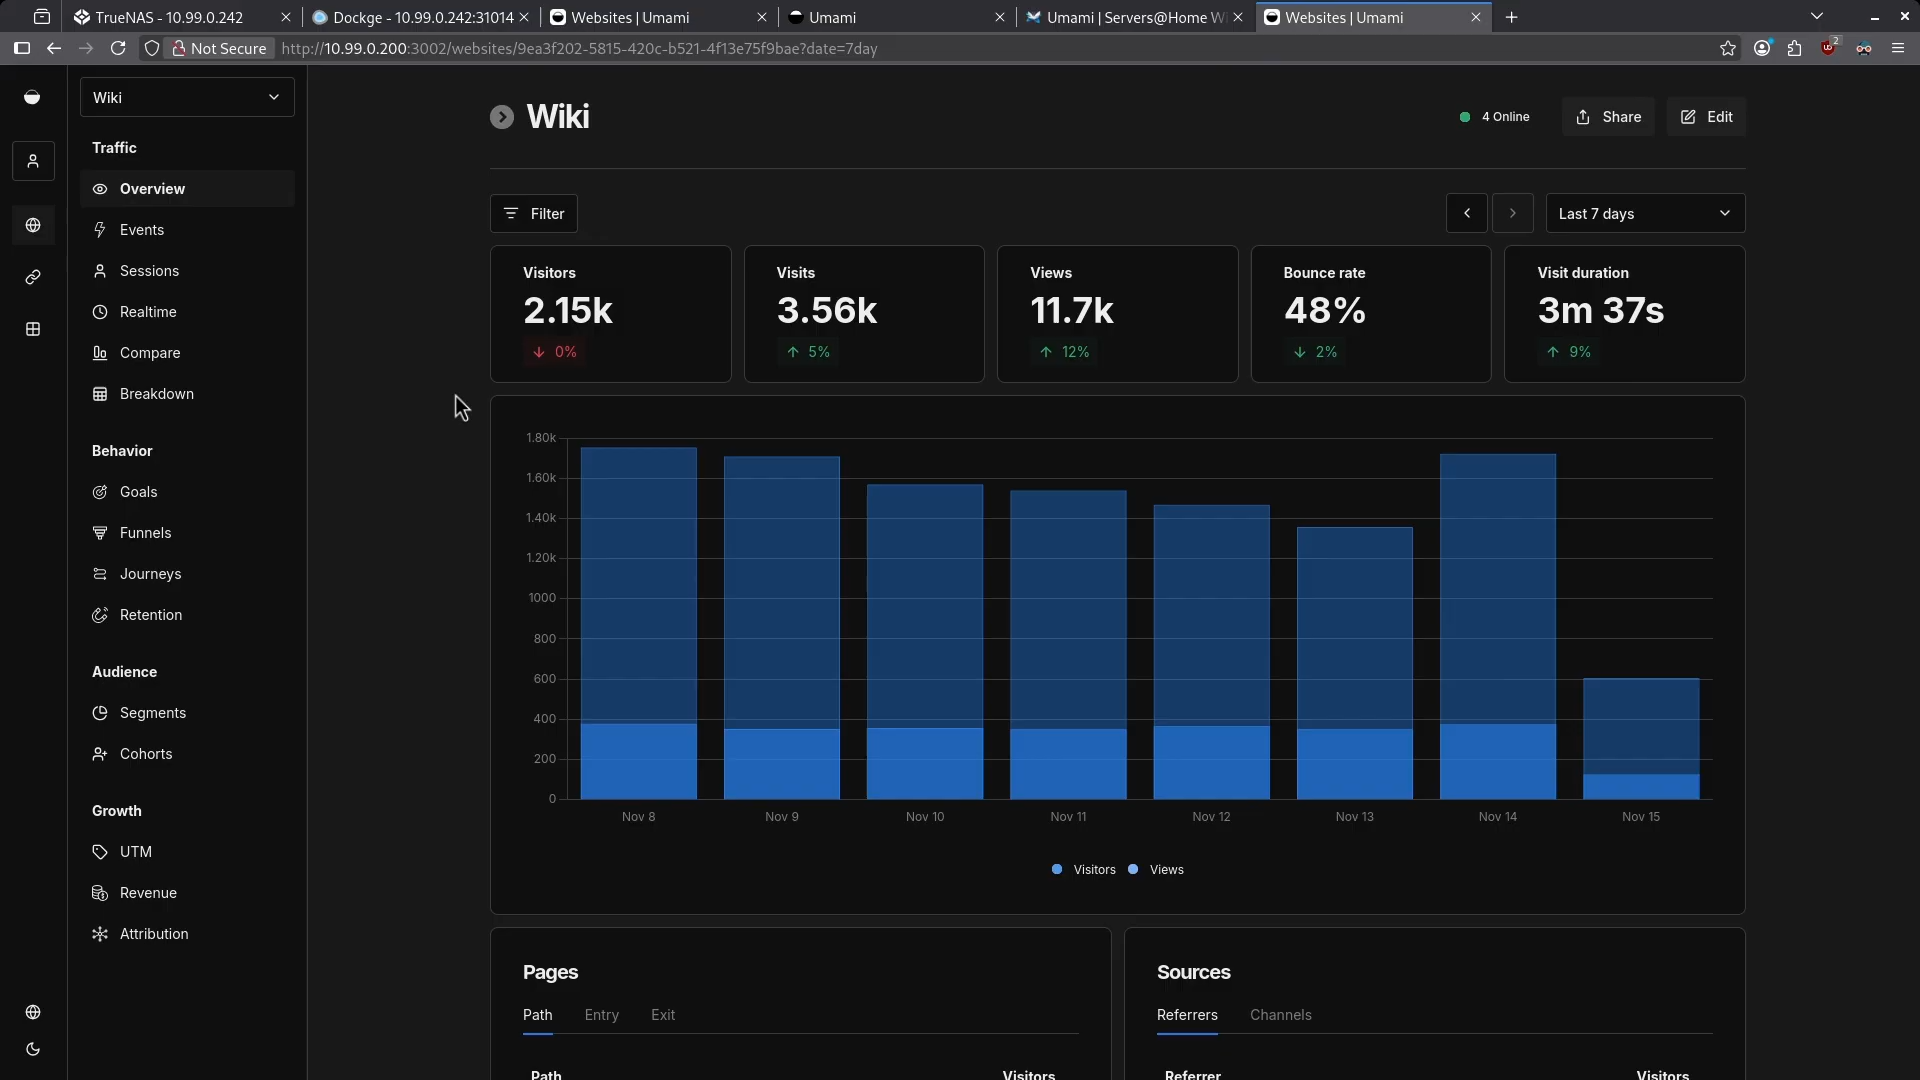 TrueNAS - 10.99.0.242
Dockge - 10.99.0.242:31014
Websites | Umami
Umami
Umami | Servers@Home Wi
Websites | Umami
Not Secure
http://10.99.0.200:3002/websites/9ea3f202-5815-420c-b521-4f13e75f9bae?date=7day
2
Wiki
Traffic
Overview
Events
Sessions
Realtime
Compare
Breakdown
Behavior
Goals
Funnels
Journeys
Retention
Audience
Segments
Cohorts
Growth
UTM
Revenue
Attribution
Wiki
4 Online
Share
Edit
Filter
Last 7 days
Visitors
2.15k
0%
Visits
3.56k
5%
Views
11.7k
12%
Bounce rate
48%
2%
Visit duration
3m 37s
9%
1.80k
1.60k
1.40k
1.20k
1000
800
600
400
200
0
Nov 8 Nov 9 Nov 10 Nov 11 Nov 12 Nov 13 Nov 14 Nov 15
Visitors Views
Pages
Path Entry Exit
Path Visitors
Sources
Referrers Channels
Referrer Visitors